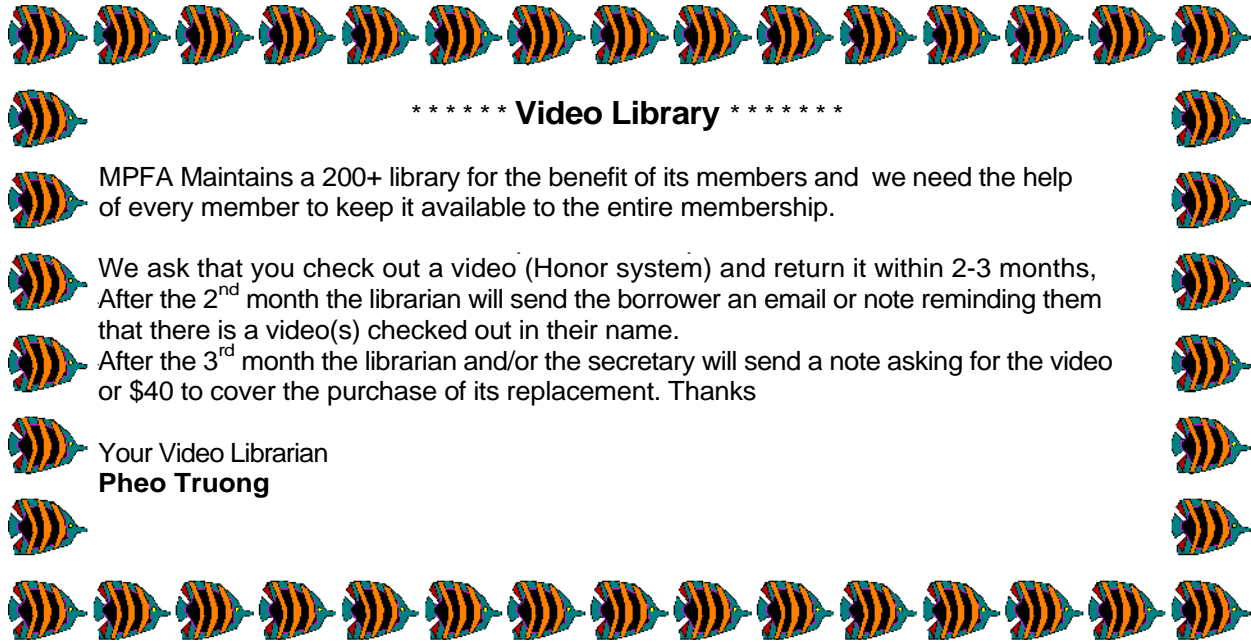 * * * * * * Video Library * * * * * * *
MPFA Maintains a 200+ library for the benefit of its members and we need the help
of every member to keep it available to the entire membership.
We ask that you check out a video (Honor system) and return it within 2-3 months,
After the 2nd month the librarian will send the borrower an email or note reminding them
that there is a video(s) checked out in their name.
After the 3rd month the librarian and/or the secretary will send a note asking for the video
or $40 to cover the purchase of its replacement. Thanks
Your Video Librarian
Pheo Truong